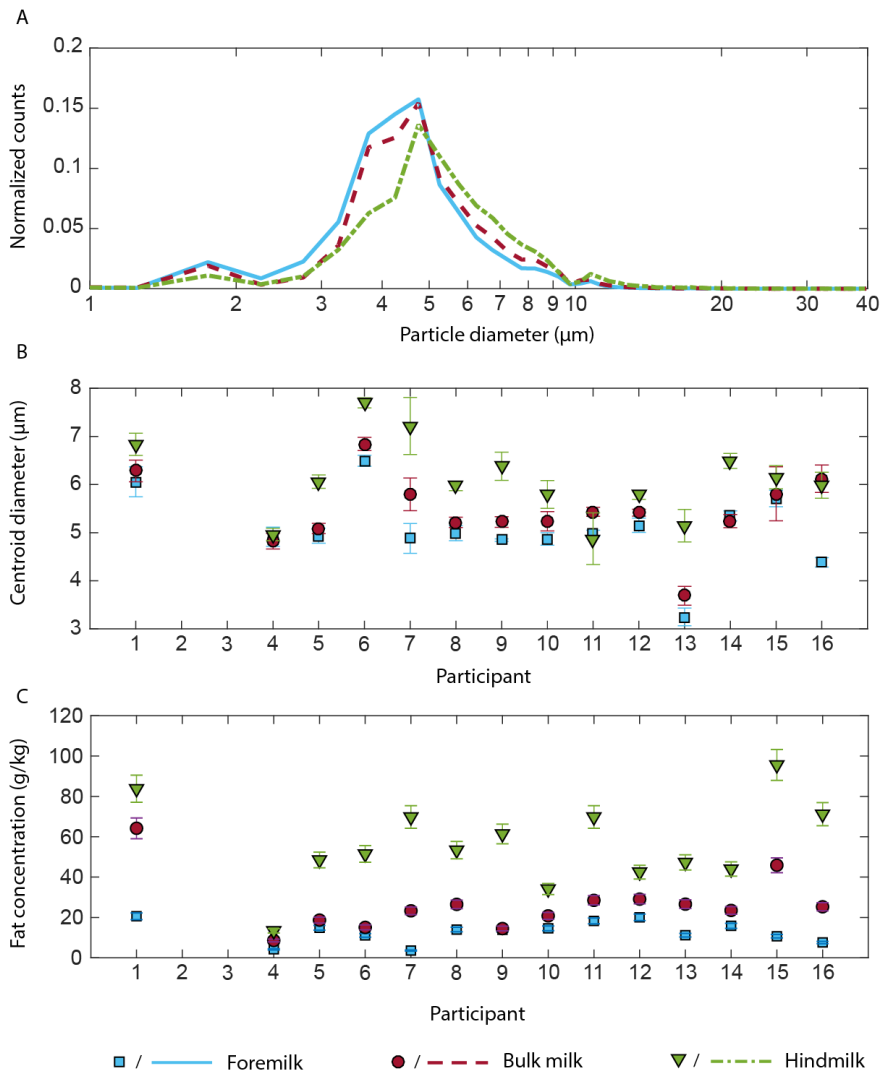 A
Normalized counts
0.2
0.15
0.1
0.05
0
1 2 3 4 5 6 7 8 9 10 20 30 40
Particle diameter (µm)
B
Centroid diameter (µm)
8
7
6
5
4
3
1 2 3 4 5 6 7 8 9 10 11 12 13 14 15 16
Participant
C
Fat concentration (g/kg)
120
100
80
60
40
20
0
1 2 3 4 5 6 7 8 9 10 11 12 13 14 15 16
Participant
/ Foremilk / Bulk milk / Hindmilk